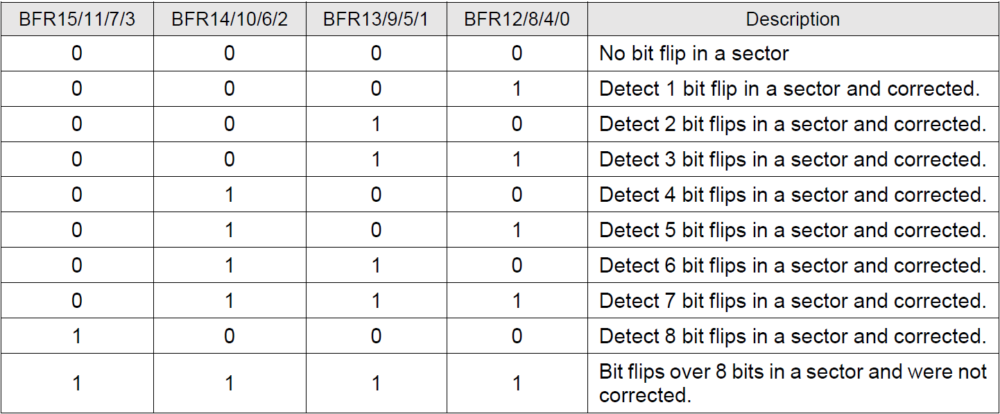 BFR15/11/7/3 BFR14/10/6/2 BFR13/9/5/1 BFR12/8/4/0 Description
0 0 0 0 No bit flip in a sector
0 0 0 1 Detect 1 bit flip in a sector and corrected.
0 0 1 0 Detect 2 bit flips in a sector and corrected.
0 0 1 1 Detect 3 bit flips in a sector and corrected.
0 1 0 0 Detect 4 bit flips in a sector and corrected.
0 1 0 1 Detect 5 bit flips in a sector and corrected.
0 1 1 0 Detect 6 bit flips in a sector and corrected.
0 1 1 1 Detect 7 bit flips in a sector and corrected.
1 0 0 0 Detect 8 bit flips in a sector and corrected.
1 1 1 1 Bit flips over 8 bits in a sector and were not
corrected.